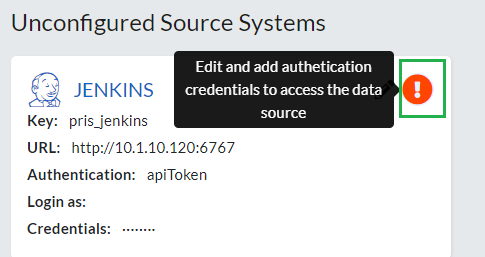 Unconfigured Source Systems
Edit and add authetication
credentials to access the data
source
JENKINS
Key: pris_jenkins
URL: http://10.1.10.120:6767
Authentication: apiToken
Login as:
Credentials: ········